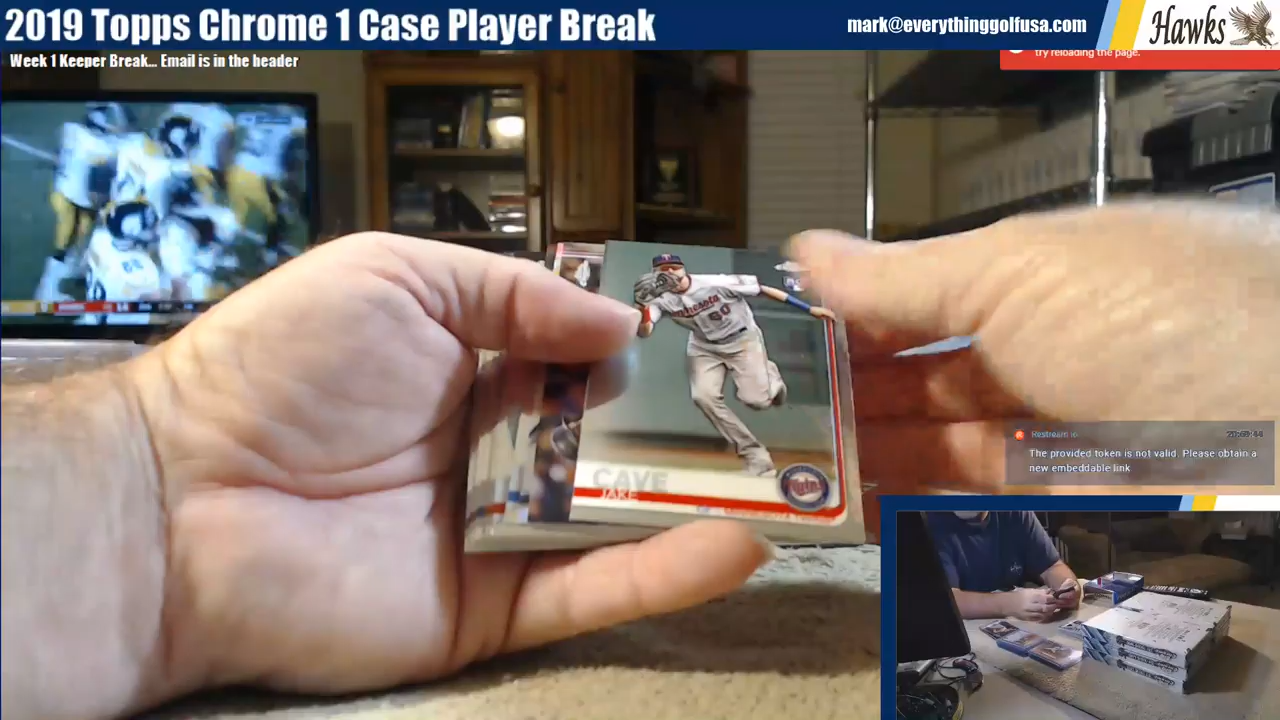 2019 Topps Chrome 1 Case Player Break
mark@everythinggolfusa.com
Hawks
Week 1 Keeper Break... Email is in the header
try reloading the page.
Minnesota
50
CAVE
JAKE
Twins
Restream.io
The provided token is not valid. Please obtain a
new embeddable link